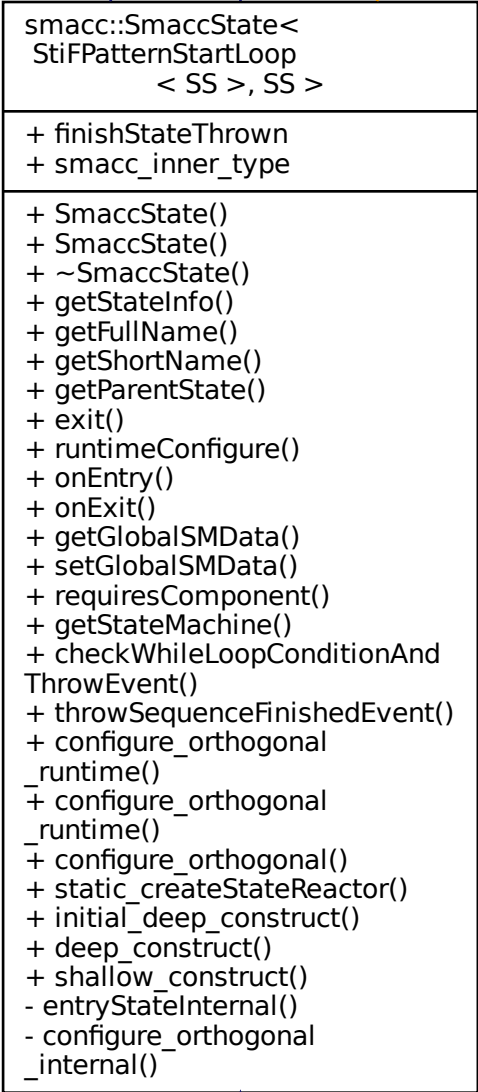 smacc::SmaccState<
StiFPatternStartLoop
< SS >, SS >
+ finishStateThrown
+ smacc_inner_type
+ SmaccState()
+ SmaccState()
+ ~SmaccState()
+ getStateInfo()
+ getFullName()
+ getShortName()
+ getParentState()
+ exit()
+ runtimeConfigure()
+ onEntry()
+ onExit()
+ getGlobalSMData()
+ setGlobalSMData()
+ requiresComponent()
+ getStateMachine()
+ checkWhileLoopConditionAnd
ThrowEvent()
+ throwSequenceFinishedEvent()
+ configure_orthogonal
_runtime()
+ configure_orthogonal
_runtime()
+ configure_orthogonal()
+ static_createStateReactor()
+ initial_deep_construct()
+ deep_construct()
+ shallow_construct()
- entryStateInternal()
- configure_orthogonal
_internal()